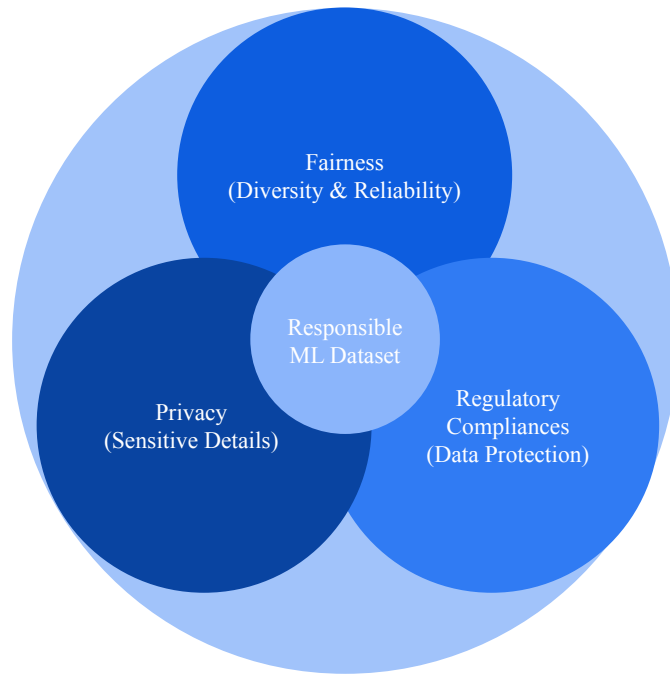 Fairness
(Diversity & Reliability)
Responsible
ML Dataset
Privacy
(Sensitive Details)
Regulatory
Compliances
(Data Protection)